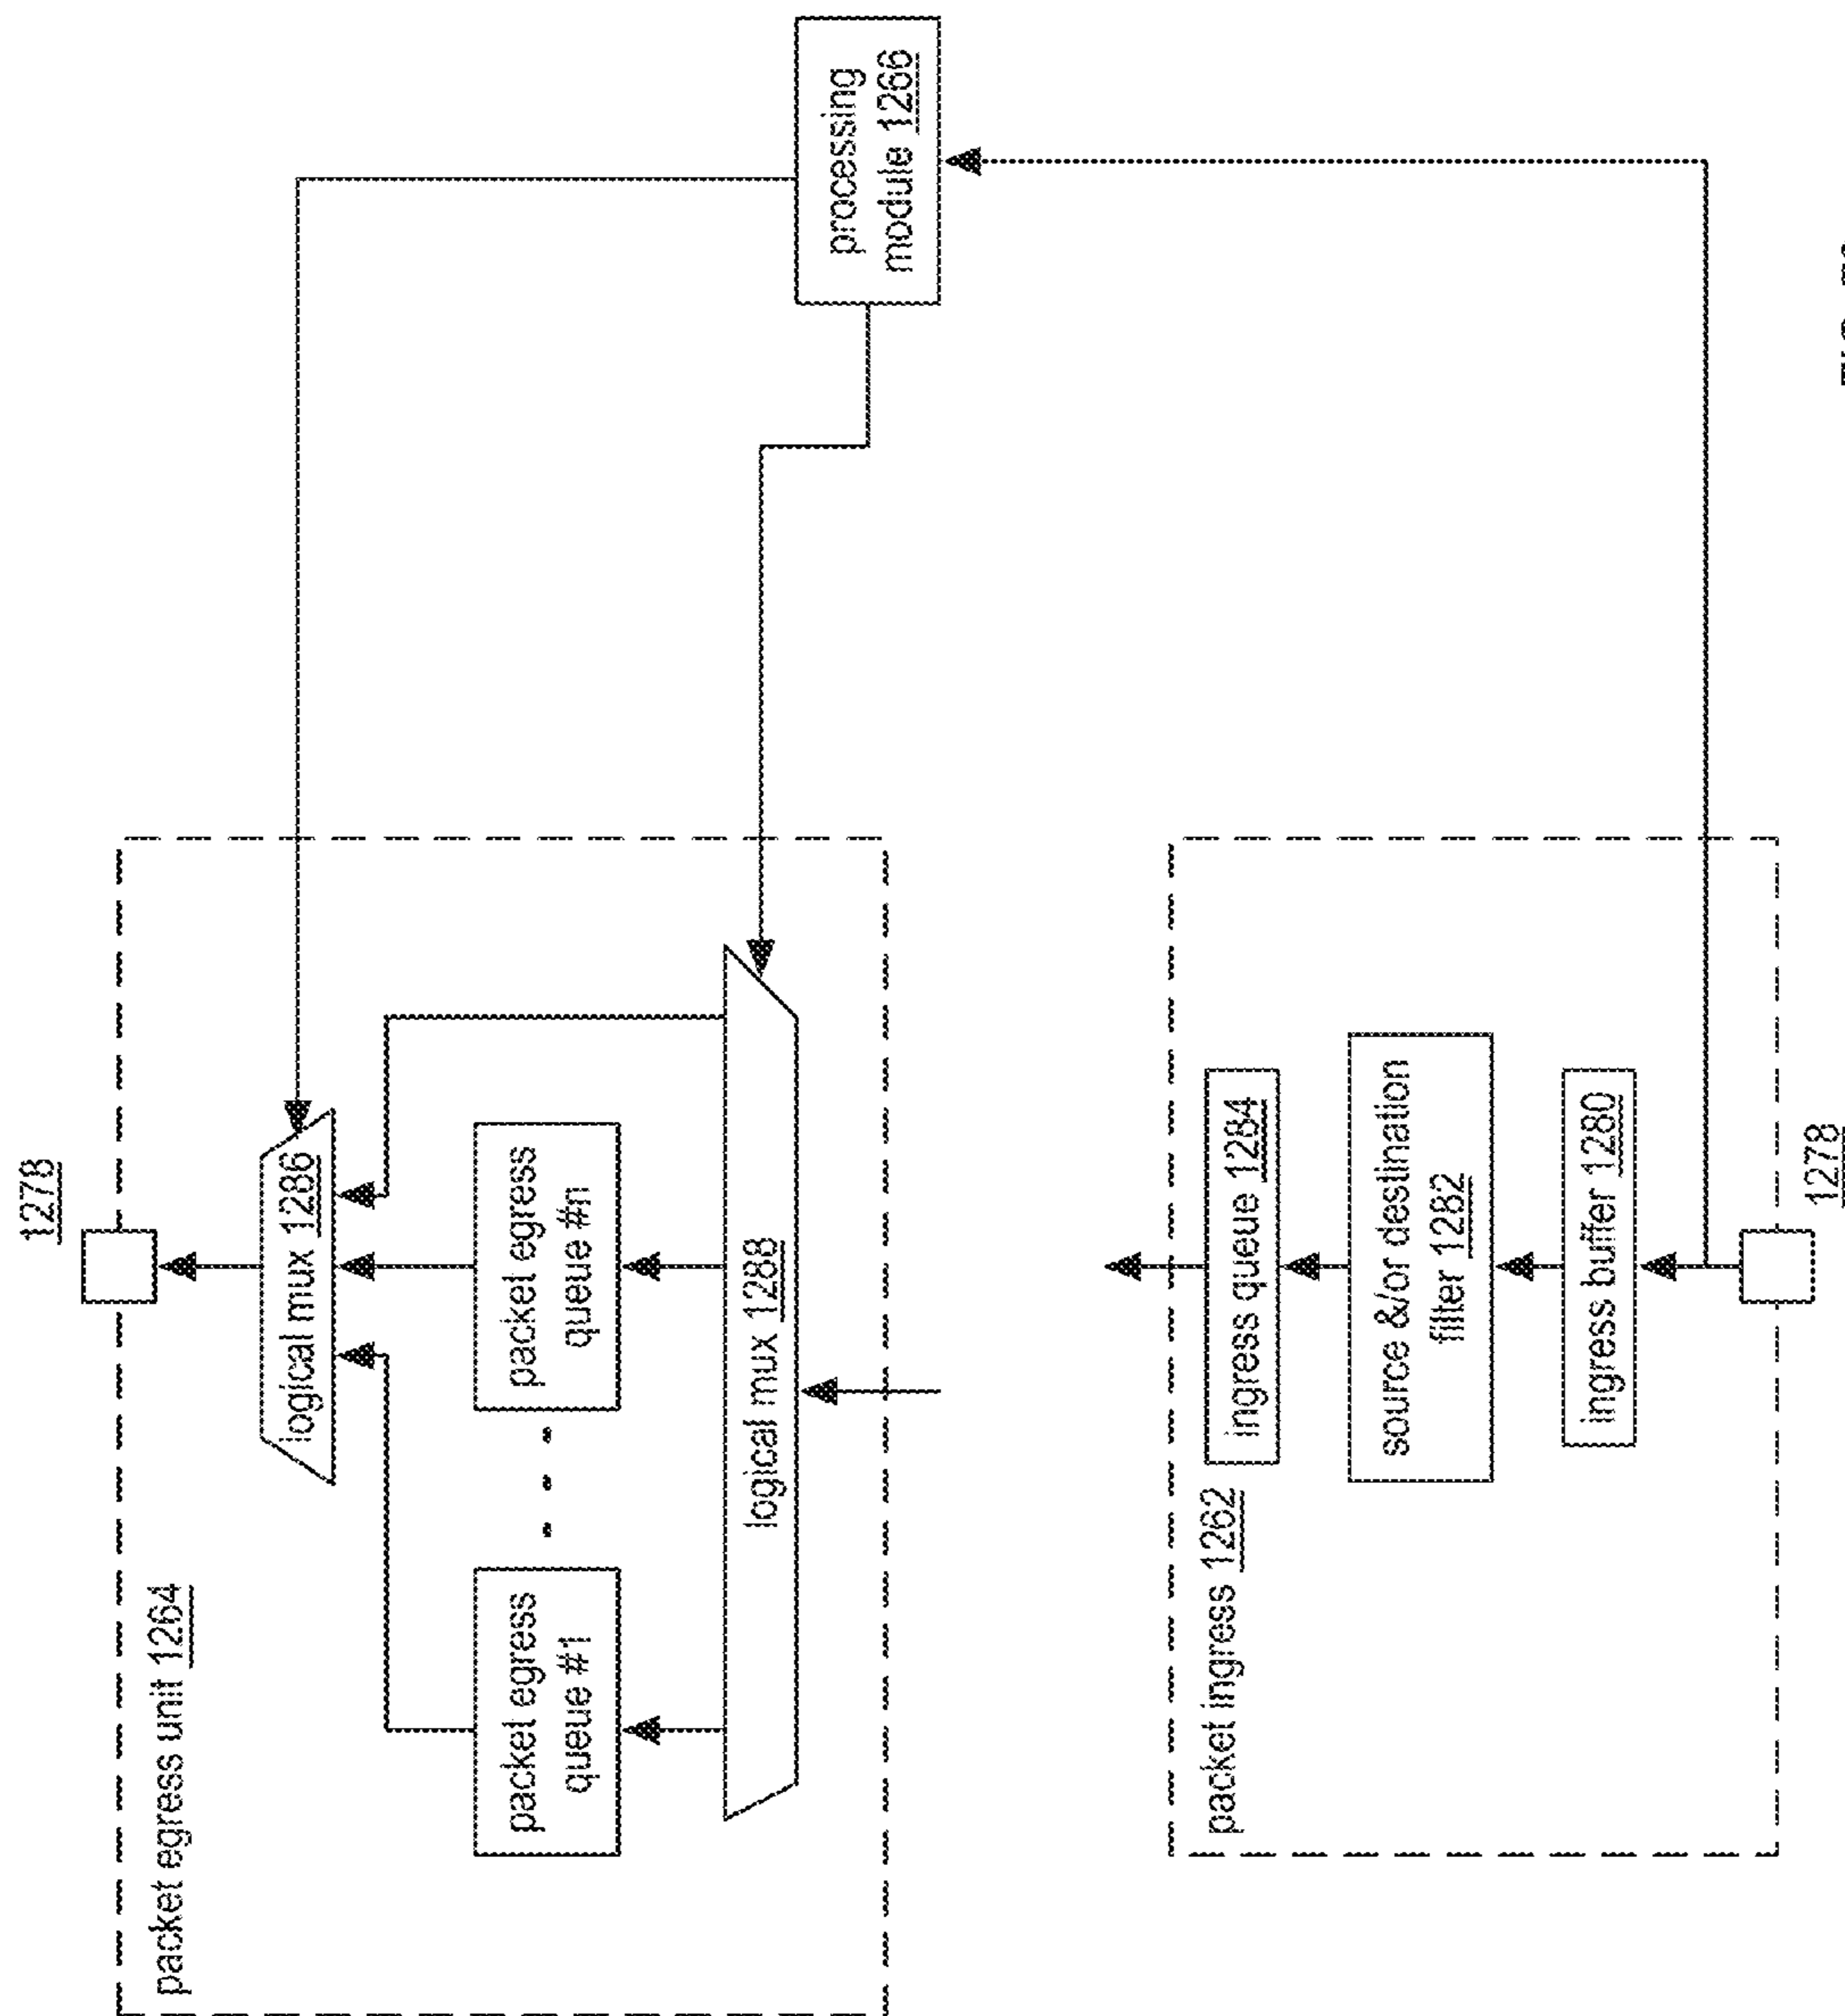 1278
packet egress unit 1264
logical mux 1286
packet egress
queue #1
packet egress
queue #n
logical mux 1288
processing
module 1266
packet ingress 1262
ingress queue 1284
source &/or destination
filter 1282
ingress buffer 1280
1278